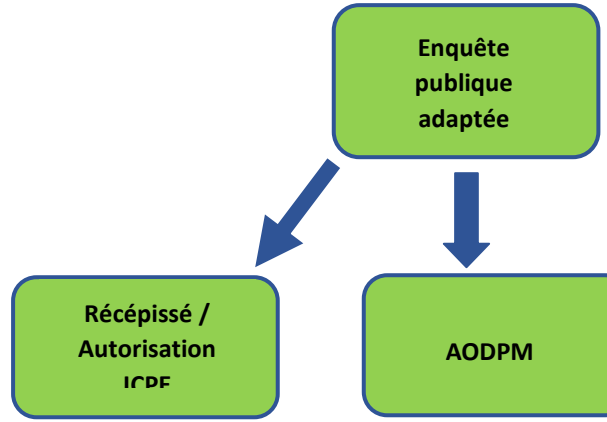 Enquête
publique
adaptée
Récépissé /
Autorisation
ICPE
AODPM